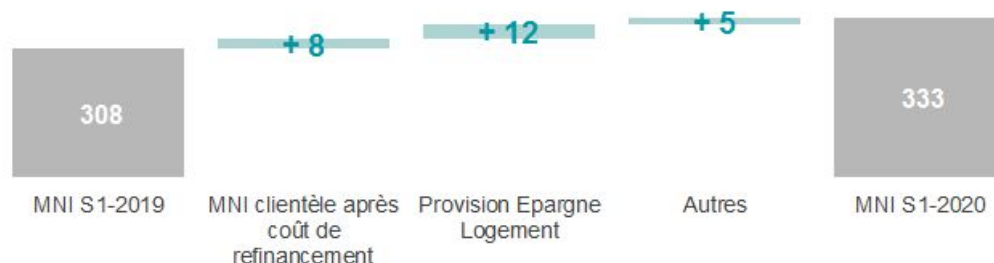 308
+ 8
+ 12
+ 5
333
MNI S1-2019
MNI clientèle après
coût de
refinancement
Provision Epargne
Logement
Autres
MNI S1-2020